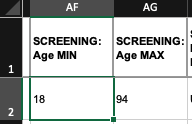 AF AG
1 SCREENING: SCREENING:
Age MIN Age MAX
2 18 94